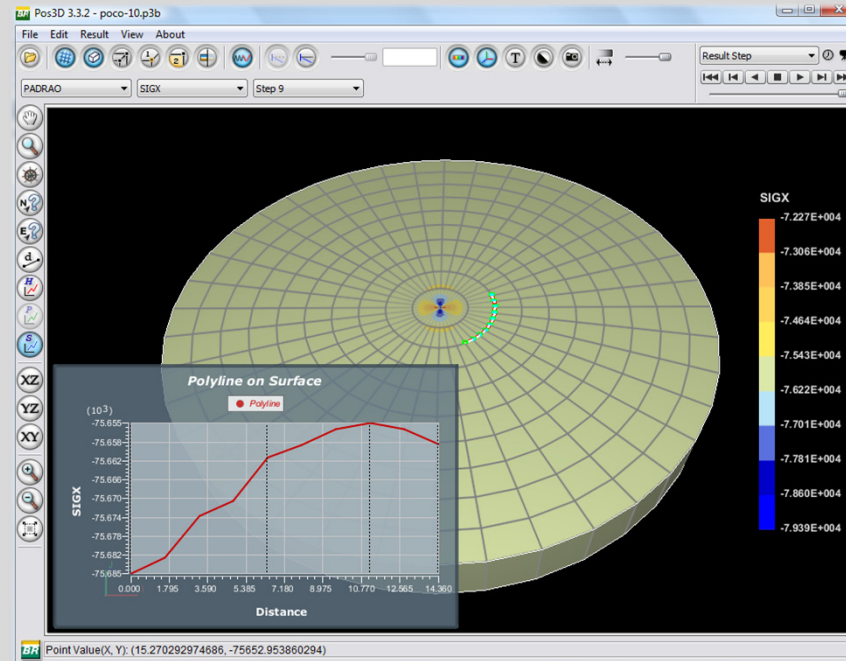 BR Pos3D 3.3.2 - poco-10.p3b
File Edit Result View About
1
2
T
Result Step
PADRAO
SIGX
Step 9
N
E
d
H
P
S
XZ
YZ
XY
SIGX
-7.227E+004
-7.306E+004
-7.385E+004
-7.464E+004
-7.543E+004
-7.622E+004
-7.701E+004
-7.781E+004
-7.860E+004
-7.939E+004
Polyline on Surface
Polyline
(10³)
-75.655
-75.658
-75.662
-75.666
-75.670
-75.674
-75.678
-75.682
-75.685
SIGX
0.000 1.795 3.590 5.385 7.180 8.975 10.770 12.565 14.360
Distance
BR Point Value(X, Y): (15.270292974686, -75652.953860294)